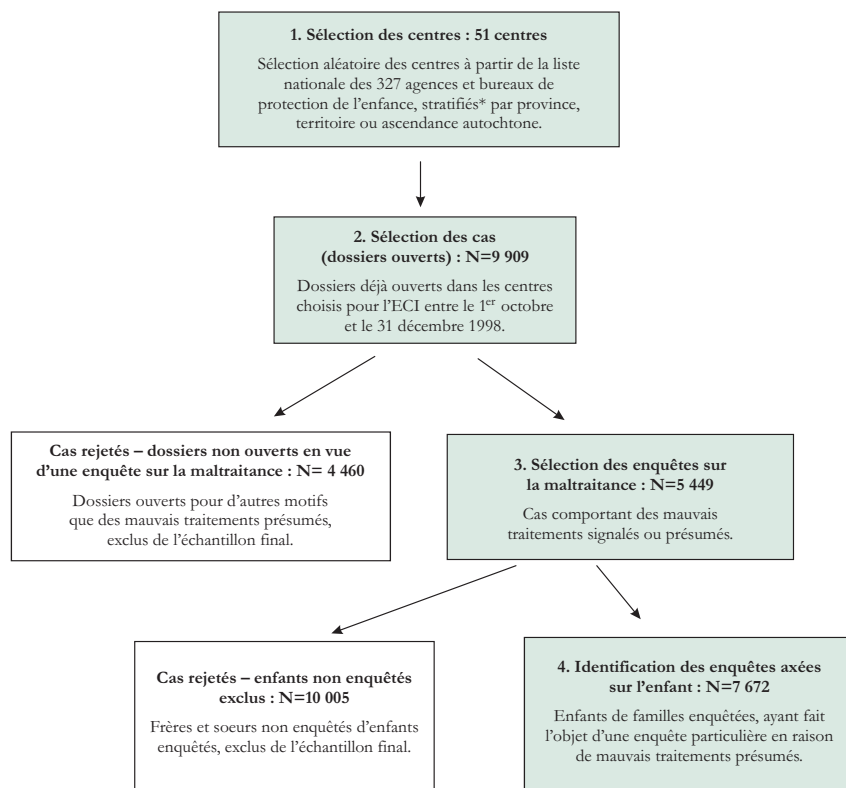 1. Sélection des centres : 51 centres
Sélection aléatoire des centres à partir de la liste
nationale des 327 agences et bureaux de
protection de l’enfance, stratifiés* par province,
territoire ou ascendance autochtone.
2. Sélection des cas
(dossiers ouverts) : N=9 909
Dossiers déjà ouverts dans les centres
choisis pour l’ECI entre le 1er octobre
et le 31 décembre 1998.
Cas rejetés – dossiers non ouverts en vue
d’une enquête sur la maltraitance : N= 4 460
Dossiers ouverts pour d’autres motifs
que des mauvais traitements présumés,
exclus de l’échantillon final.
3. Sélection des enquêtes sur
la maltraitance : N=5 449
Cas comportant des mauvais
traitements signalés ou présumés.
Cas rejetés – enfants non enquêtés
exclus : N=10 005
Frères et soeurs non enquêtés d’enfants
enquêtés, exclus de l’échantillon final.
4. Identification des enquêtes axées
sur l’enfant : N=7 672
Enfants de familles enquêtées, ayant fait
l’objet d’une enquête particulière en raison
de mauvais traitements présumés.